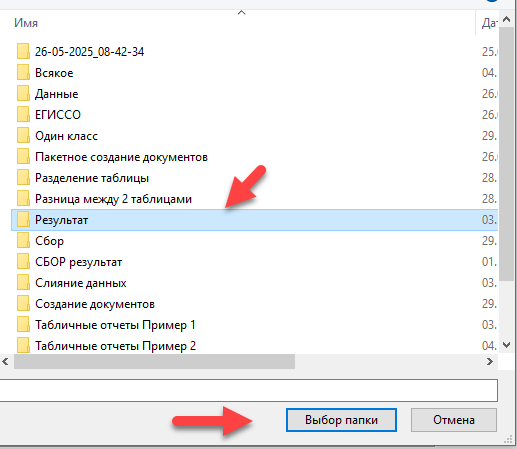 Имя Да
26-05-2025_08-42-34 25.
Всякое 04.
Данные 26.
ЕГИССО 26.
Один класс 29.
Пакетное создание документов 26.
Разделение таблицы 28.
Разница между 2 таблицами 28.
Результат 03.
Сбор 29.
СБОР результат 01.
Слияние данных 03.
Создание документов 29.
Табличные отчеты Пример 1 03.
Табличные отчеты Пример 2 04.
Выбор папки Отмена